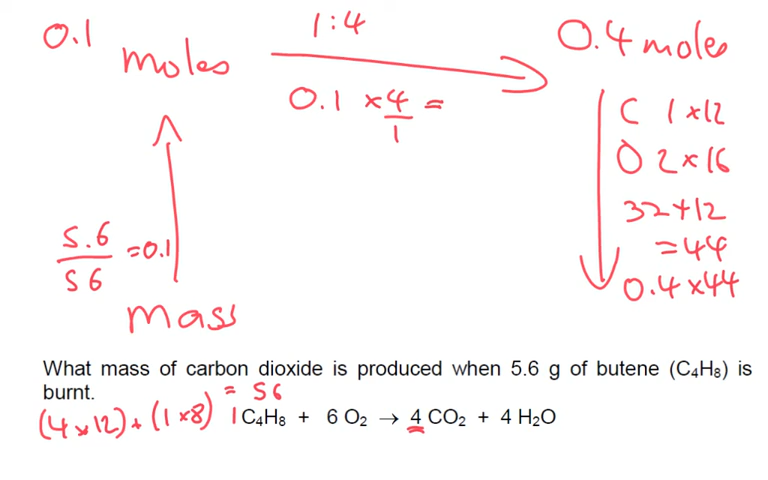 0.1
moles
1:4
0.1 × 4/1 =
0.4 moles
C 1×12
O 2×16
32+12
=44
0.4×44
5.6/56 =0.1
mass
What mass of carbon dioxide is produced when 5.6 g of butene (C₄H₈) is
burnt.
= 56
(4×12)+(1×8) 1C₄H₈ + 6 O₂ → 4 CO₂ + 4 H₂O